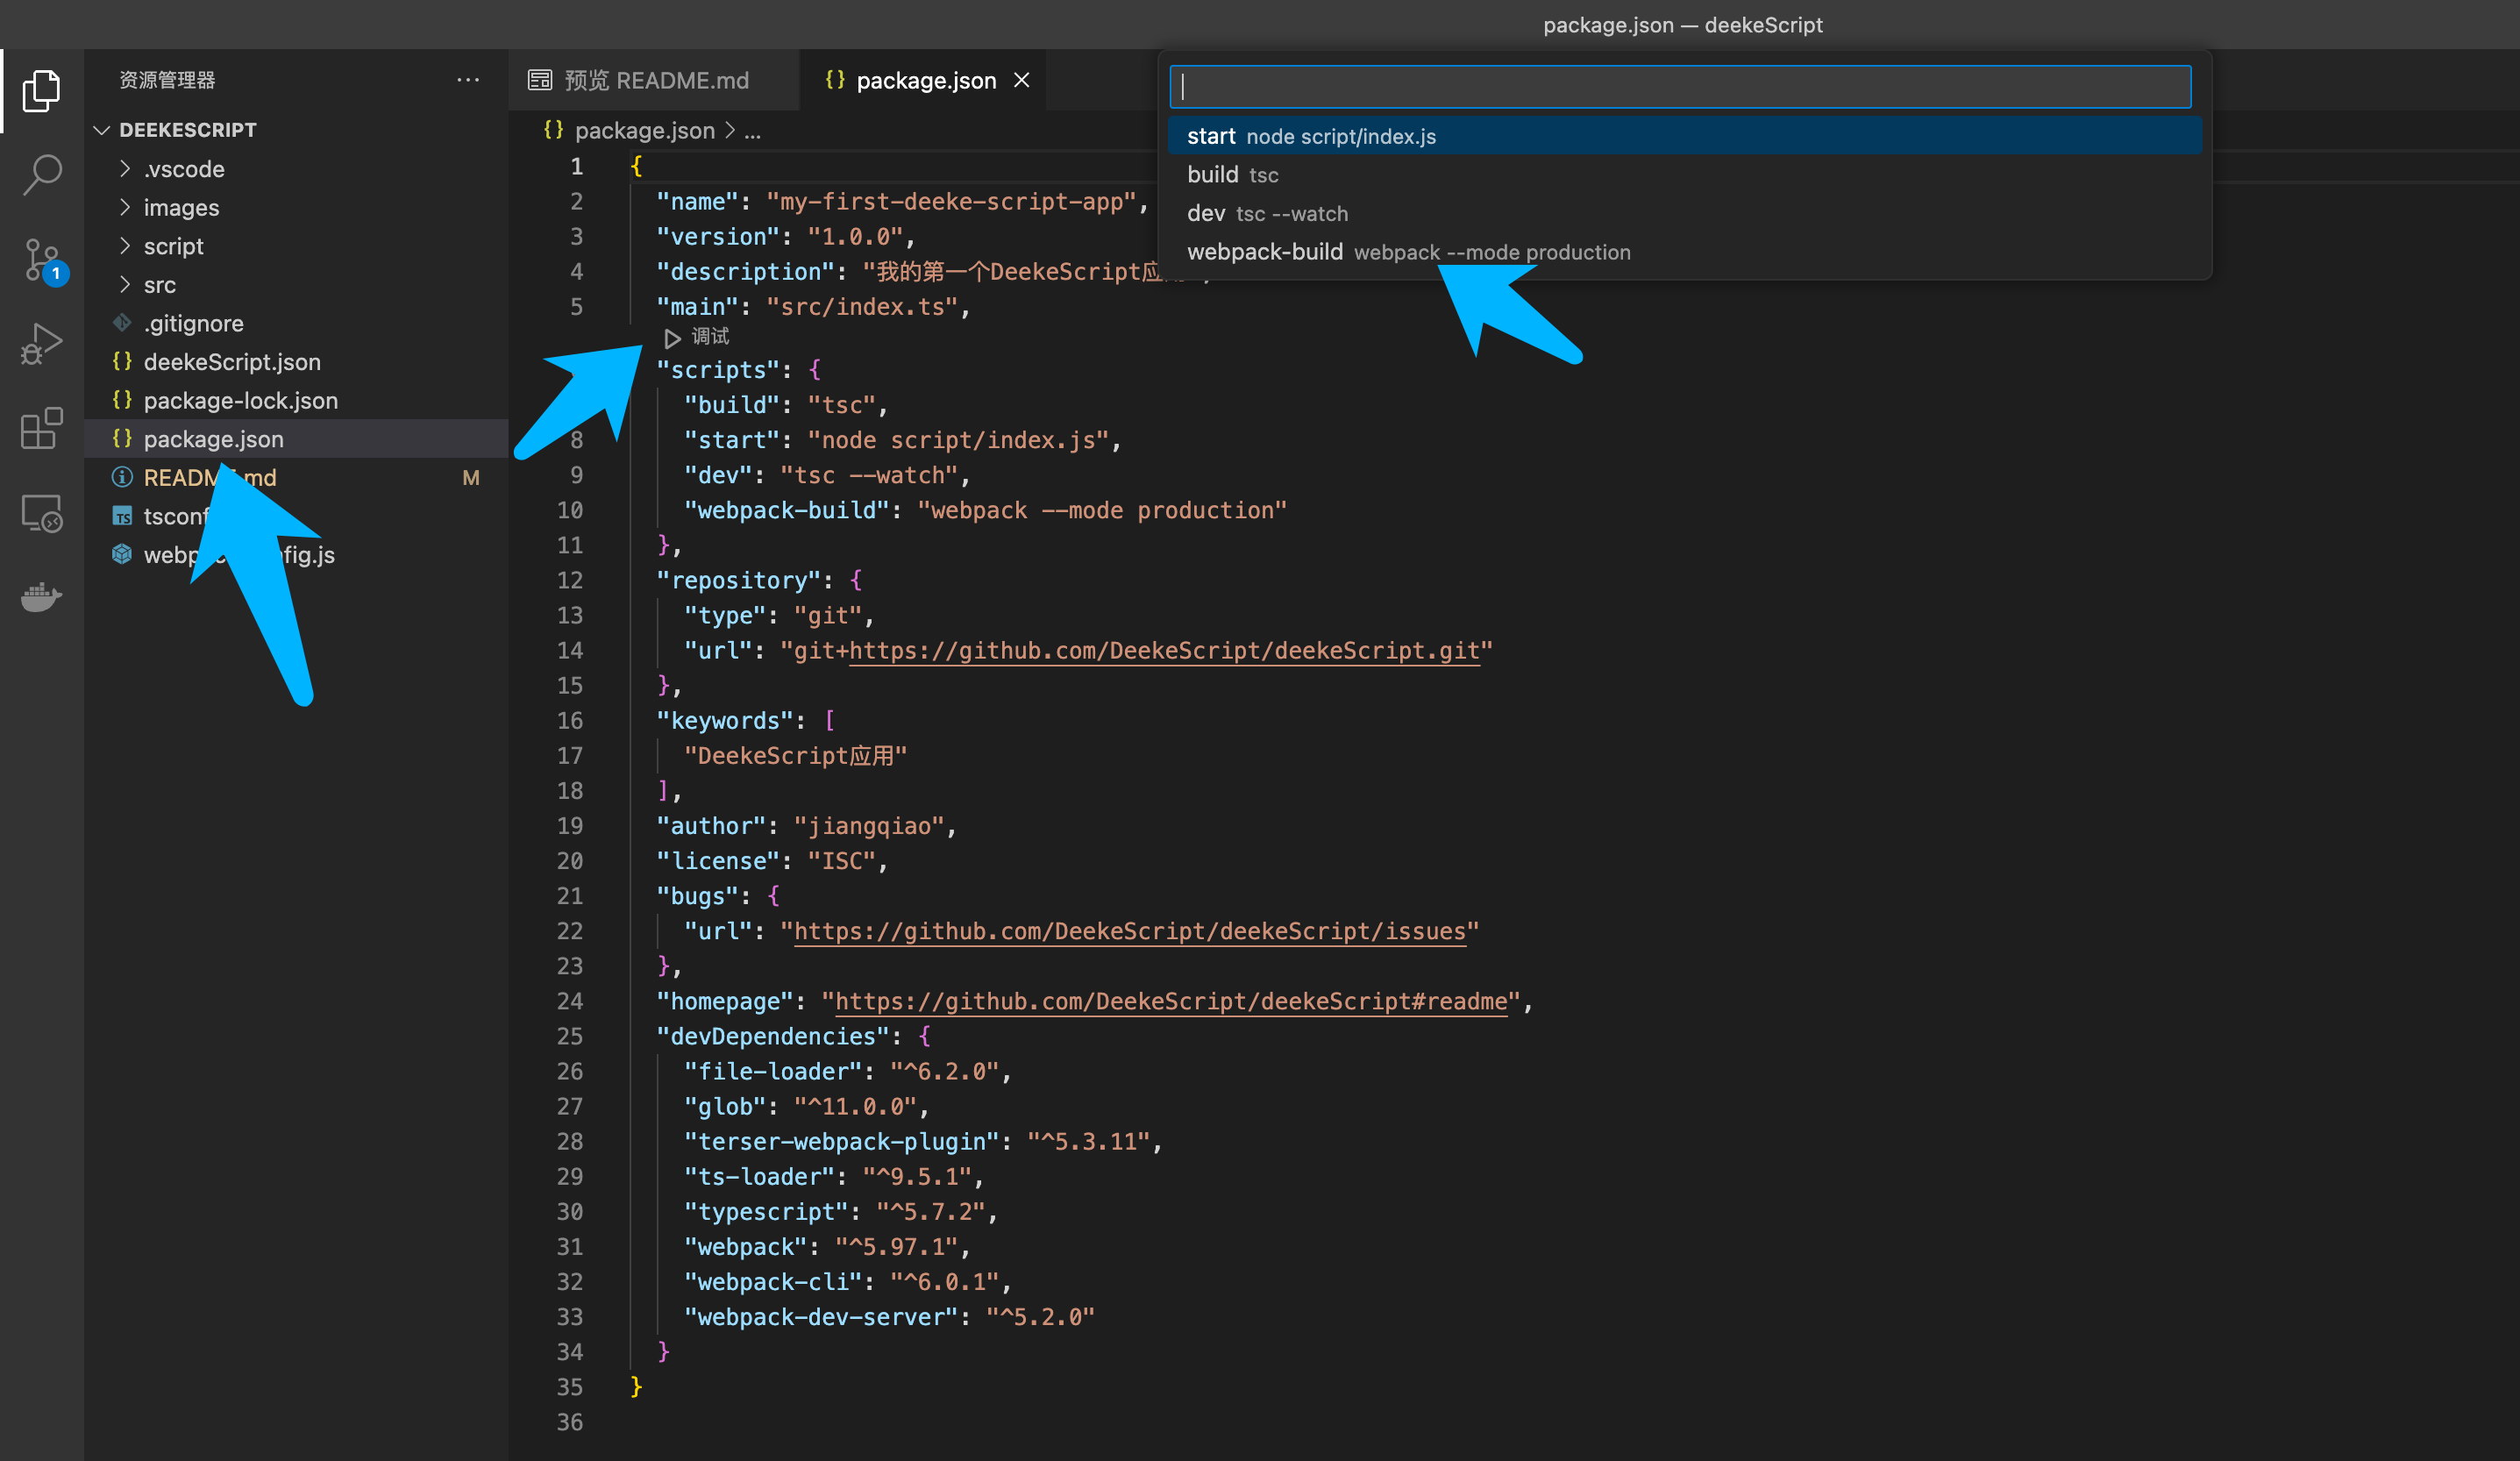 package.json — deekeScript
资源管理器
DEEKESCRIPT
.vscode
images
script
src
.gitignore
deekeScript.json
package-lock.json
package.json
README.md M
tsconf
webp fig.js
1
预览 README.md
package.json
package.json > ...
start node script/index.js
build tsc
dev tsc --watch
webpack-build webpack --mode production
1 {
2 "name": "my-first-deeke-script-app",
3 "version": "1.0.0",
4 "description": "我的第一个DeekeScript应
5 "main": "src/index.ts",
调试
"scripts": {
"build": "tsc",
8 "start": "node script/index.js",
9 "dev": "tsc --watch",
10 "webpack-build": "webpack --mode production"
11 },
12 "repository": {
13 "type": "git",
14 "url": "git+https://github.com/DeekeScript/deekeScript.git"
15 },
16 "keywords": [
17 "DeekeScript应用"
18 ],
19 "author": "jiangqiao",
20 "license": "ISC",
21 "bugs": {
22 "url": "https://github.com/DeekeScript/deekeScript/issues"
23 },
24 "homepage": "https://github.com/DeekeScript/deekeScript#readme",
25 "devDependencies": {
26 "file-loader": "^6.2.0",
27 "glob": "^11.0.0",
28 "terser-webpack-plugin": "^5.3.11",
29 "ts-loader": "^9.5.1",
30 "typescript": "^5.7.2",
31 "webpack": "^5.97.1",
32 "webpack-cli": "^6.0.1",
33 "webpack-dev-server": "^5.2.0"
34 }
35 }
36